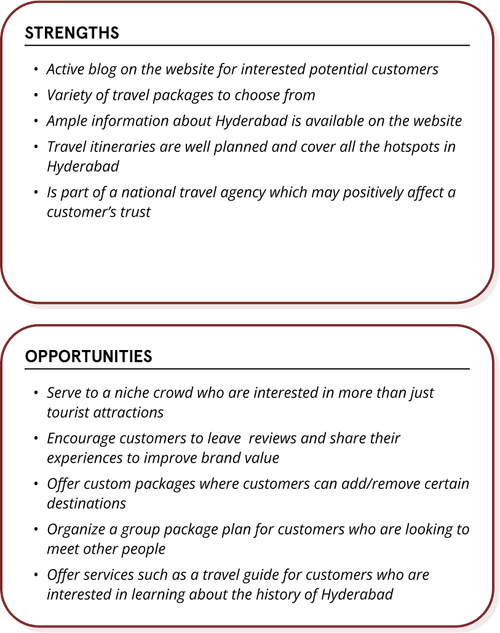 STRENGTHS
• Active blog on the website for interested potential customers
• Variety of travel packages to choose from
• Ample information about Hyderabad is available on the website
• Travel itineraries are well planned and cover all the hotspots in
Hyderabad
• Is part of a national travel agency which may positively affect a
customer’s trust
OPPORTUNITIES
• Serve to a niche crowd who are interested in more than just
tourist attractions
• Encourage customers to leave  reviews and share their
experiences to improve brand value
• Offer custom packages where customers can add/remove certain
destinations
• Organize a group package plan for customers who are looking to
meet other people
• Offer services such as a travel guide for customers who are
interested in learning about the history of Hyderabad